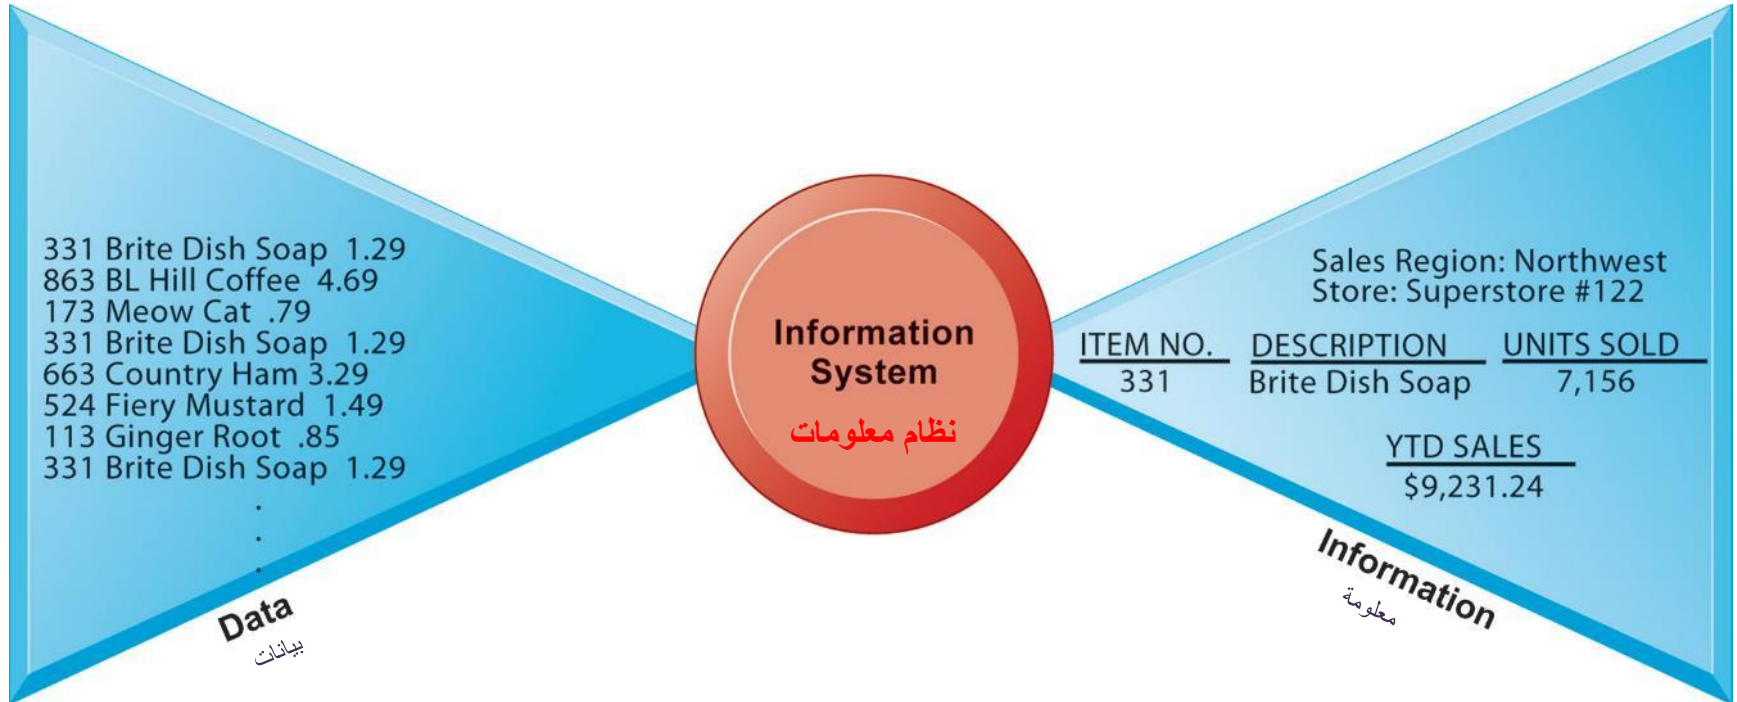 331 Brite Dish Soap 1.29
863 BL Hill Coffee 4.69
173 Meow Cat .79
331 Brite Dish Soap 1.29
663 Country Ham 3.29
524 Fiery Mustard 1.49
113 Ginger Root .85
331 Brite Dish Soap 1.29
.
.
.
Data
بيانات
Information
System
نظام معلومات
Sales Region: Northwest
Store: Superstore #122
ITEM NO. DESCRIPTION UNITS SOLD
331 Brite Dish Soap 7,156
YTD SALES
$9,231.24
Information
معلومة